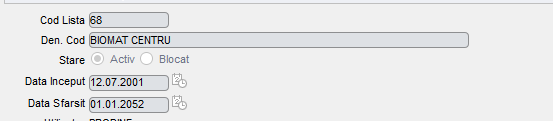 Cod Lista 68
Den. Cod BIOMAT CENTRU
Stare Activ Blocat
Data Inceput 12.07.2001
Data Sfarsit 01.01.2052